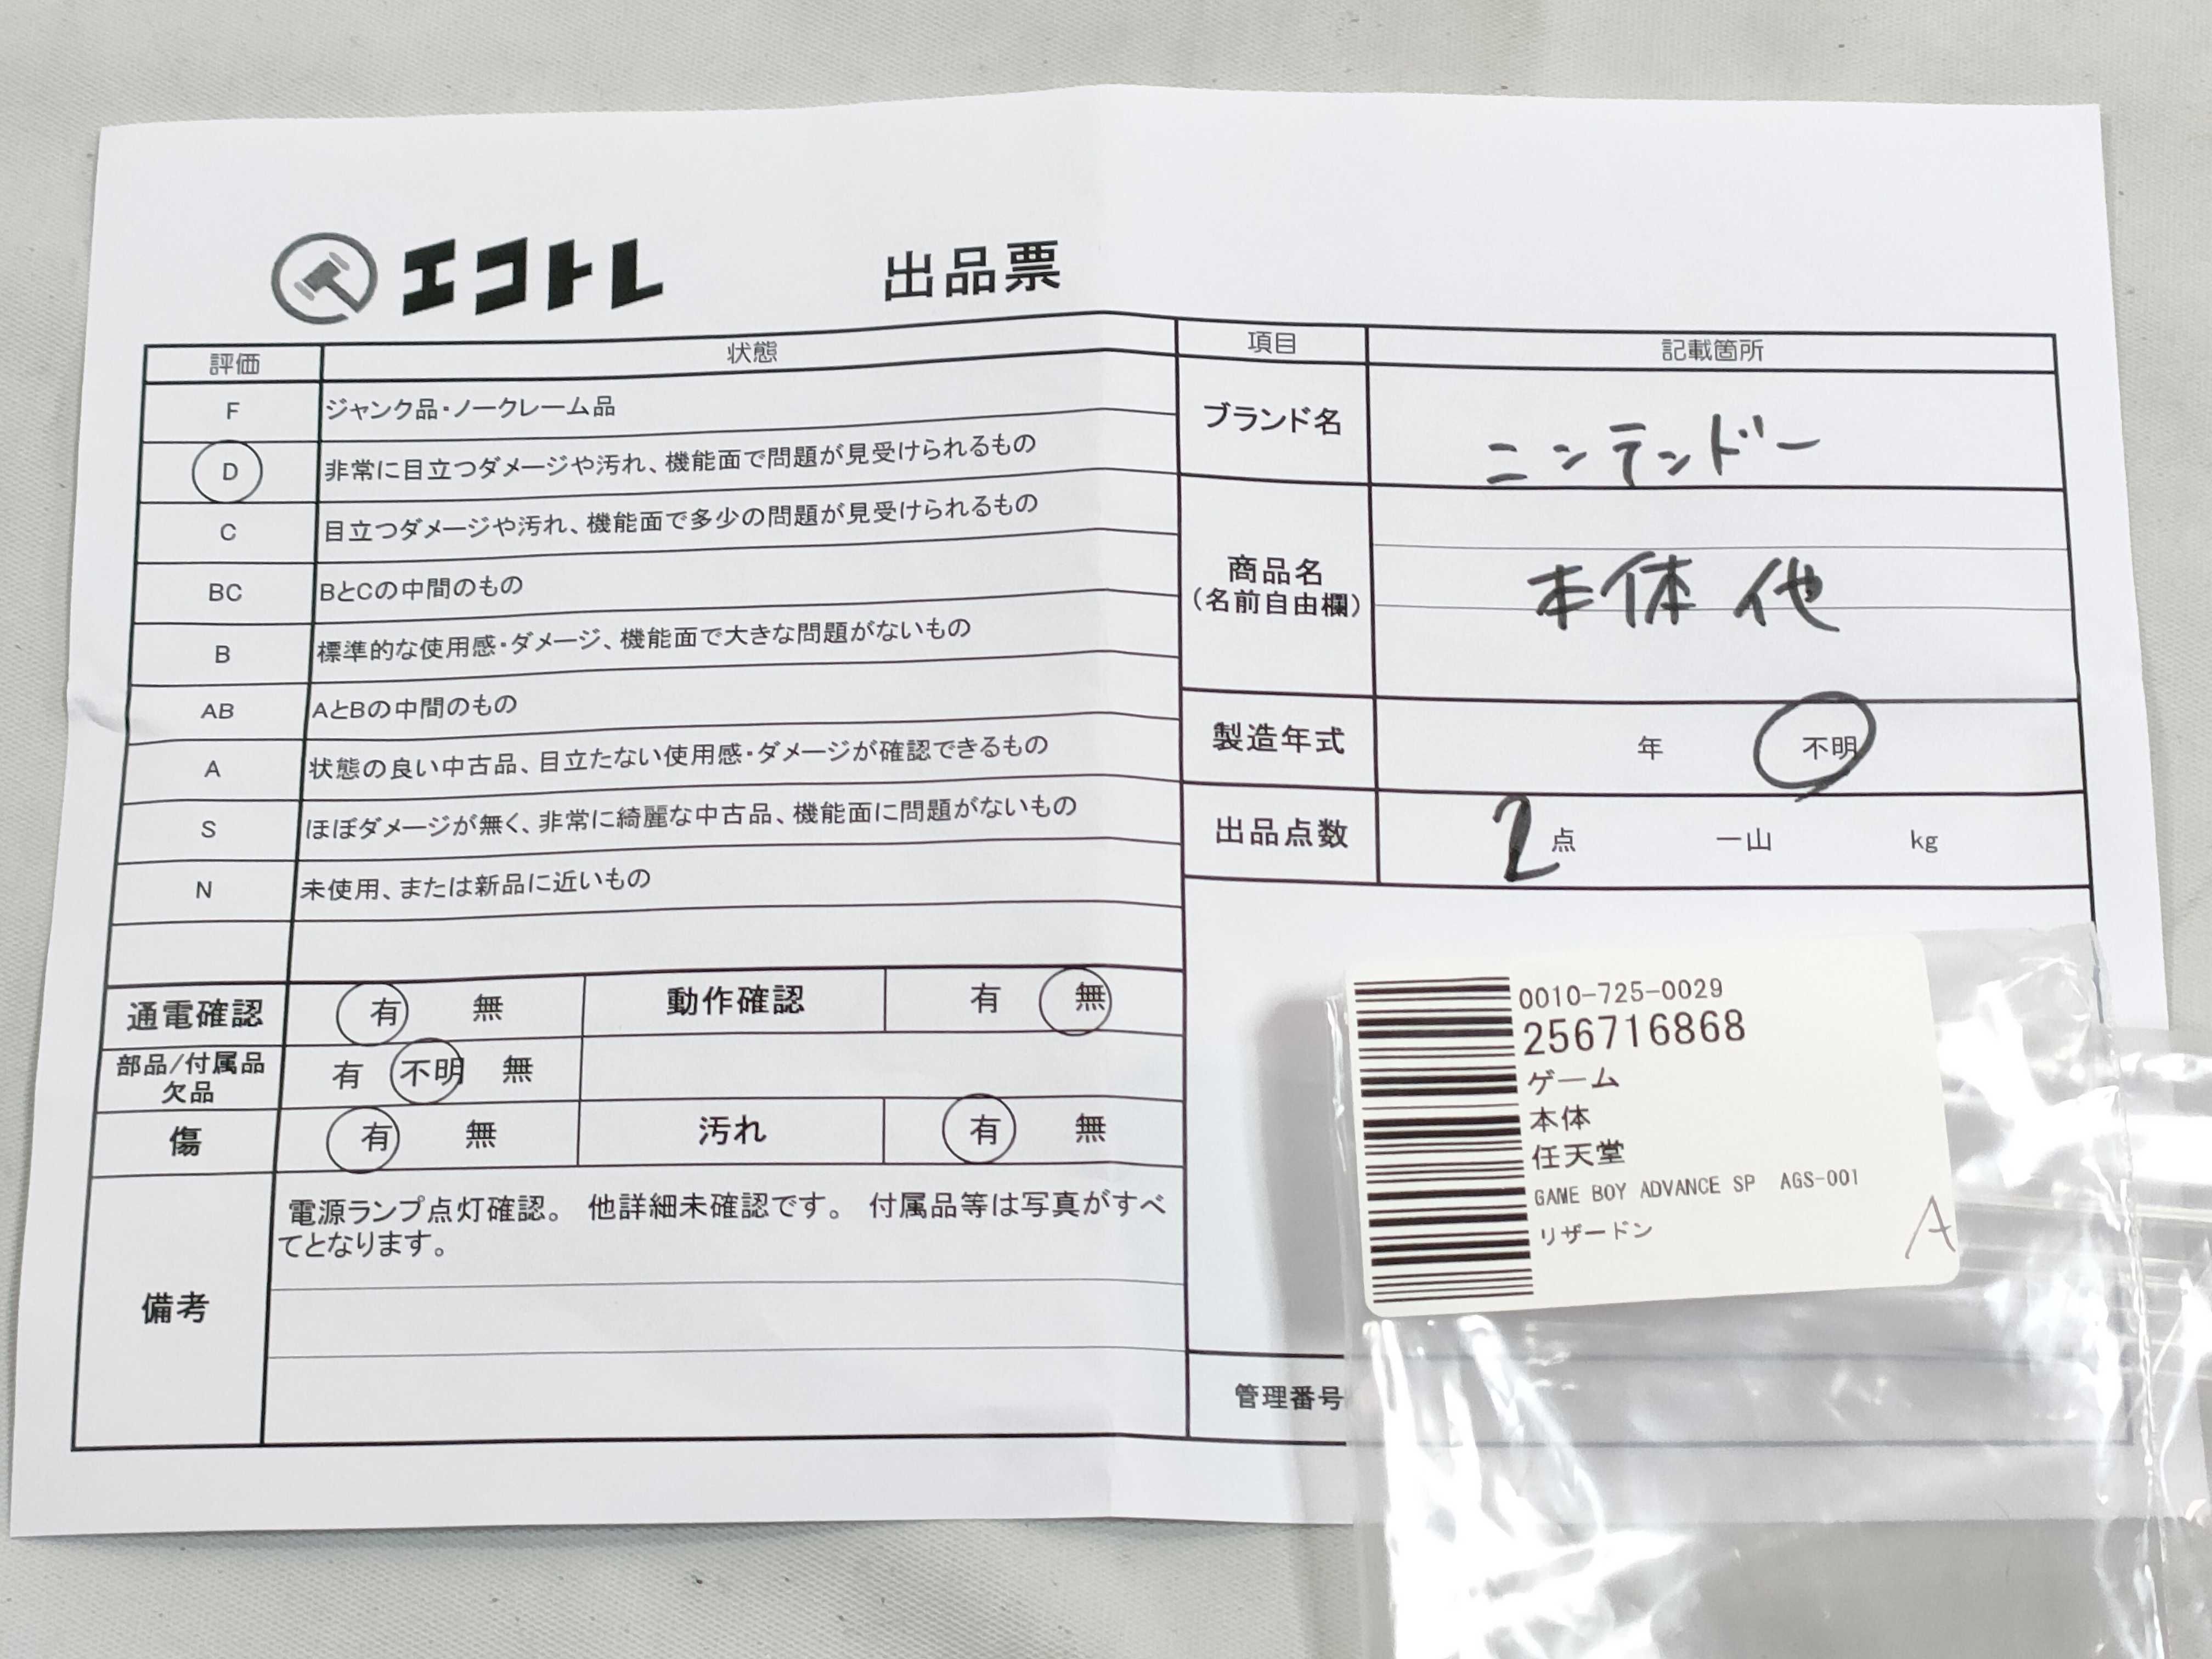 エコトレ
出品票
評価 状態
F ジャンク品・ノークレーム品
D 非常に目立つダメージや汚れ、機能面で問題が見受けられるもの
C 目立つダメージや汚れ、機能面で多少の問題が見受けられるもの
BC BとCの中間のもの
B 標準的な使用感・ダメージ、機能面で大きな問題がないもの
AB AとBの中間のもの
A 状態の良い中古品、目立たない使用感・ダメージが確認できるもの
S ほぼダメージが無く、非常に綺麗な中古品、機能面に問題がないもの
N 未使用、または新品に近いもの
通電確認 有 無 動作確認 有 無
部品/付属品
欠品
有 不明 無
傷 有 無 汚れ 有 無
備考
電源ランプ点灯確認。 他詳細未確認です。 付属品等は写真がすべ
てとなります。
項目 記載箇所
ブランド名 ニンテンドー
商品名
(名前自由欄)
本体 他
製造年式 年 不明
出品点数 2 点 一山 kg
管理番号
0010-725-0029
256716868
ゲーム
本体
任天堂
GAME BOY ADVANCE SP AGS-001
リザードン
A